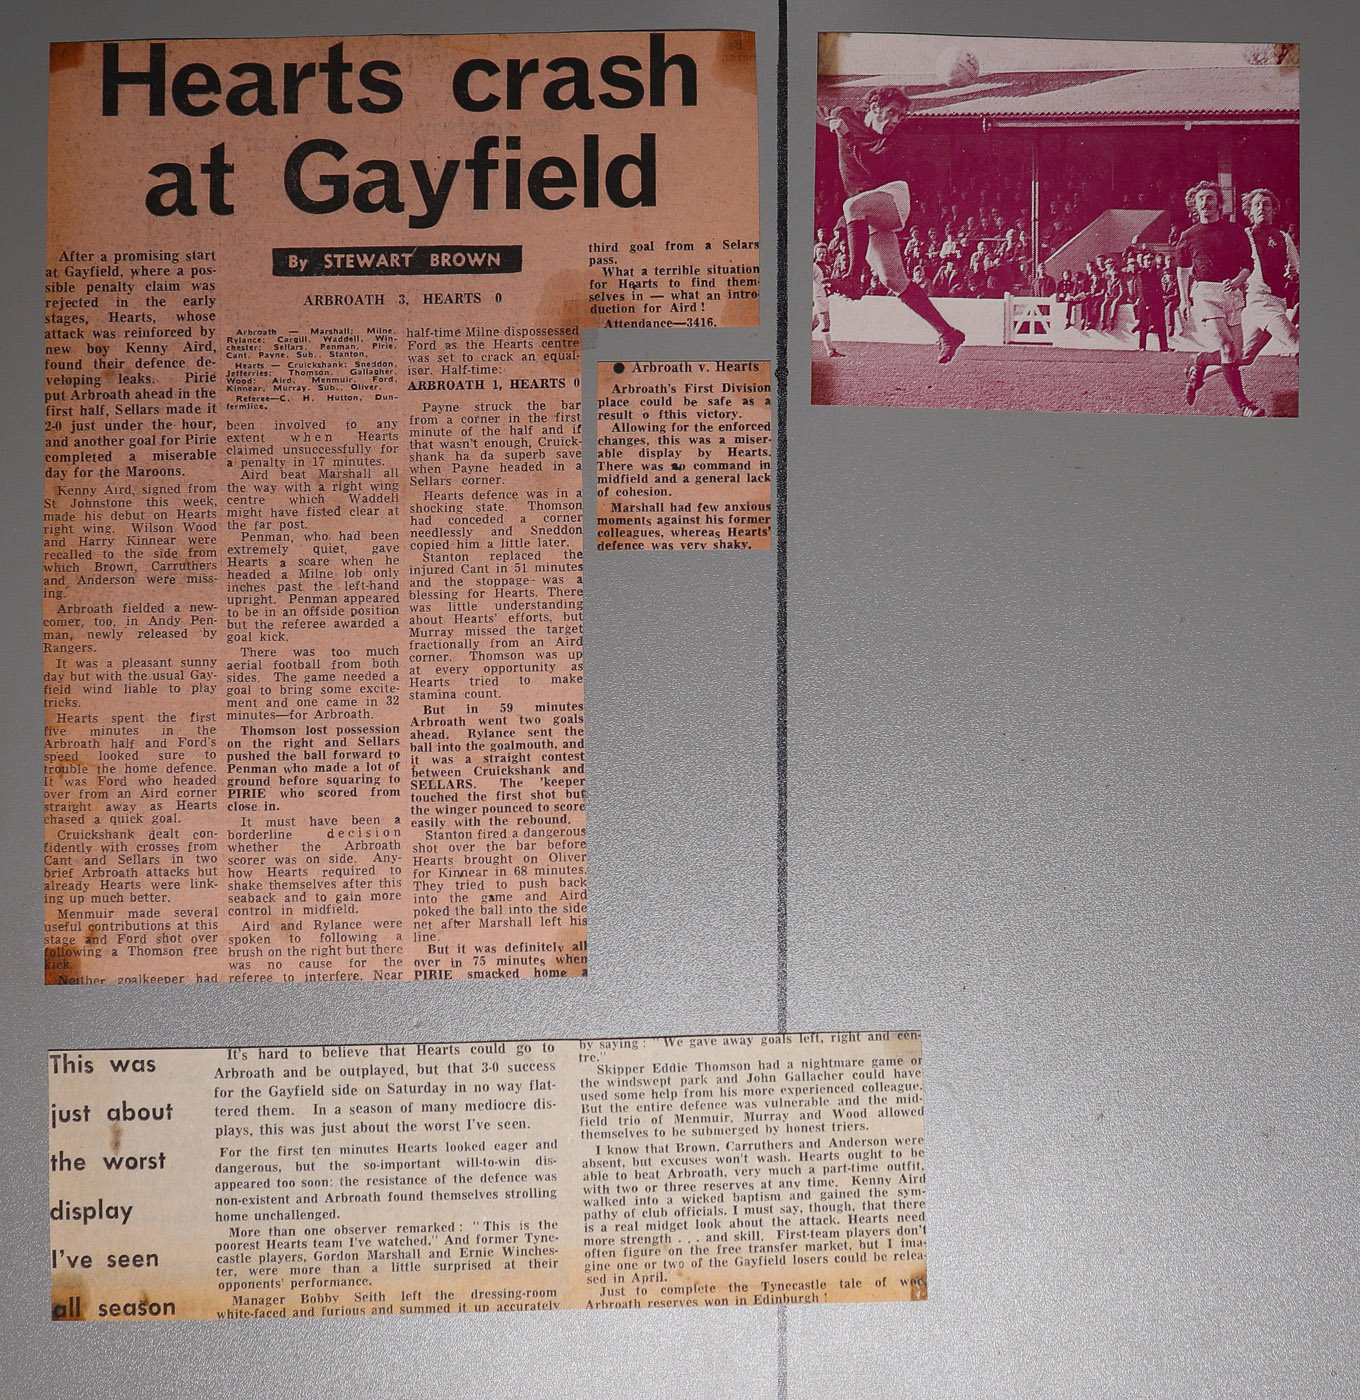 Hearts crash
at Gayfield
By STEWART BROWN
ARBROATH 3, HEARTS 0
After a promising start
at Gayfield, where a pos-
sible penalty claim was
rejected in the early
stages, Hearts, whose
attack was reinforced by
new boy Kenny Aird,
found their defence de-
veloping leaks. Pirie
put Arbroath ahead in the
first half, Sellars made it
2-0 just under the hour,
and another goal for Pirie
completed a miserable
day for the Maroons.
Kenny Aird, signed from
St Johnstone this week,
made his debut on Hearts
right wing. Wilson Wood
and Harry Kinnear were
recalled to the side from
which Brown, Carruthers
and Anderson were miss-
ing.
Arbroath fielded a new-
comer, too, in Andy Pen-
man, newly released by
Rangers.
It was a pleasant sunny
day but with the usual Gay-
field wind liable to play
tricks.
Hearts spent the first
five minutes in the
Arbroath half and Ford's
speed looked sure to
trouble the home defence.
It was Ford who headed
over from an Aird corner
straight away as Hearts
chased a quick goal.
Cruickshank dealt con-
fidently with crosses from
Cant and Sellars in two
brief Arbroath attacks but
already Hearts were link-
ing up much better.
Menmuir made several
useful contributions at this
stage and Ford shot over
following a Thomson free
kick.
Neither goalkeeper had
Arbroath — Marshall; Milne,
Rylance; Cargill, Waddell, Win-
chester; Sellars, Penman, Pirie,
Cant, Payne, Sub., Stanton.
Hearts — Cruickshank; Sneddon,
Jefferies; Thomson, Gallagher,
Wood; Aird, Menmuir, Ford,
Kinnear, Murray, Sub., Oliver.
Referee—C. H. Hutton, Dun-
fermline.
been involved to any
extent when Hearts
claimed unsuccessfully for
a penalty in 17 minutes.
Aird beat Marshall all
the way with a right wing
centre which Waddell
might have fisted clear at
the far post.
Penman, who had been
extremely quiet, gave
Hearts a scare when he
headed a Milne lob only
inches past the left-hand
upright. Penman appeared
to be in an offside position
but the referee awarded a
goal kick.
There was too much
aerial football from both
sides. The game needed a
goal to bring some excite-
ment and one came in 32
minutes—for Arbroath.
Thomson lost possession
on the right and Sellars
pushed the ball forward to
Penman who made a lot of
ground before squaring to
PIRIE who scored from
close in.
It must have been a
borderline decision
whether the Arbroath
scorer was on side. Any-
how Hearts required to
shake themselves after this
seaback and to gain more
control in midfield.
Aird and Rylance were
spoken to following a
brush on the right but there
was no cause for the
referee to interfere. Near
half-time Milne dispossessed
Ford as the Hearts centre
was set to crack an equal-
iser. Half-time:
ARBROATH 1, HEARTS 0
Payne struck the bar
from a corner in the first
minute of the half and if
that wasn't enough, Cruick-
shank ha da superb save
when Payne headed in a
Sellars corner.
Hearts defence was in a
shocking state. Thomson
had conceded a corner
needlessly and Sneddon
copied him a little later.
Stanton replaced the
injured Cant in 51 minutes
and the stoppage was a
blessing for Hearts. There
was little understanding
about Hearts' efforts, but
Murray missed the target
fractionally from an Aird
corner. Thomson was up
at every opportunity as
Hearts tried to make
stamina count.
But in 59 minutes
Arbroath went two goals
ahead. Rylance sent the
ball into the goalmouth, and
it was a straight contest
between Cruickshank and
SELLARS. The 'keeper
touched the first shot but
the winger pounced to score
easily with the rebound.
Stanton fired a dangerous
shot over the bar before
Hearts brought on Oliver
for Kinnear in 68 minutes.
They tried to push back
into the game and Aird
poked the ball into the side
net after Marshall left his
line.
But it was definitely all
over in 75 minutes when
PIRIE smacked home a
third goal from a Selars
pass.
What a terrible situation
for Hearts to find them-
selves in — what an intro-
duction for Aird !
Attendance—3416.
● Arbroath v. Hearts
Arbroath's First Division
place could be safe as a
result o fthis victory.
Allowing for the enforced
changes, this was a miser-
able display by Hearts.
There was no command in
midfield and a general lack
of cohesion.
Marshall had few anxious
moments against his former
colleagues, whereas Hearts'
defence was very shaky.
This was
just about
the worst
display
I've seen
all season
It's hard to believe that Hearts could go to
Arbroath and be outplayed, but that 3-0 success
for the Gayfield side on Saturday in no way flat-
tered them. In a season of many mediocre dis-
plays, this was just about the worst I've seen.
For the first ten minutes Hearts looked eager and
dangerous, but the so-important will-to-win dis-
appeared too soon: the resistance of the defence was
non-existent and Arbroath found themselves strolling
home unchallenged.
More than one observer remarked : "This is the
poorest Hearts team I've watched." And former Tyne-
castle players, Gordon Marshall and Ernie Winches-
ter, were more than a little surprised at their
opponents' performance.
Manager Bobby Seith left the dressing-room
white-faced and furious and summed it up accurately
by saying : "We gave away goals left, right and cen-
tre."
Skipper Eddie Thomson had a nightmare game or
the windswept park and John Gallacher could have
used some help from his more experienced colleague.
But the entire defence was vulnerable and the mid-
field trio of Menmuir, Murray and Wood allowed
themselves to be submerged by honest triers.
I know that Brown, Carruthers and Anderson were
absent, but excuses won't wash. Hearts ought to be
able to beat Arbroath, very much a part-time outfit,
with two or three reserves at any time. Kenny Aird
walked into a wicked baptism and gained the sym-
pathy of club officials. I must say, though, that there
is a real midget look about the attack. Hearts need
more strength . . . and skill. First-team players don't
often figure on the free transfer market, but I ima-
gine one or two of the Gayfield losers could be relea-
sed in April.
Just to complete the Tynecastle tale of woe
Arbroath reserves won in Edinburgh !